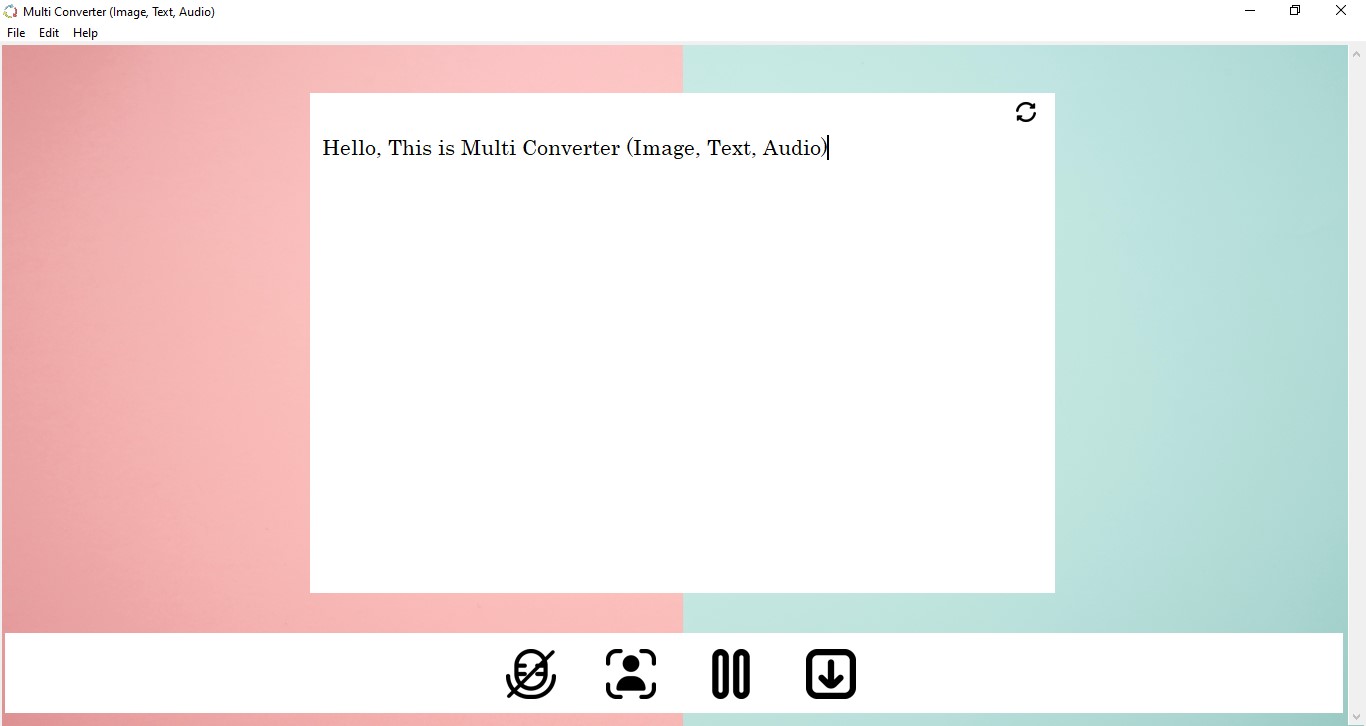 Multi Converter (Image, Text, Audio)
File Edit Help
Hello, This is Multi Converter (Image, Text, Audio)